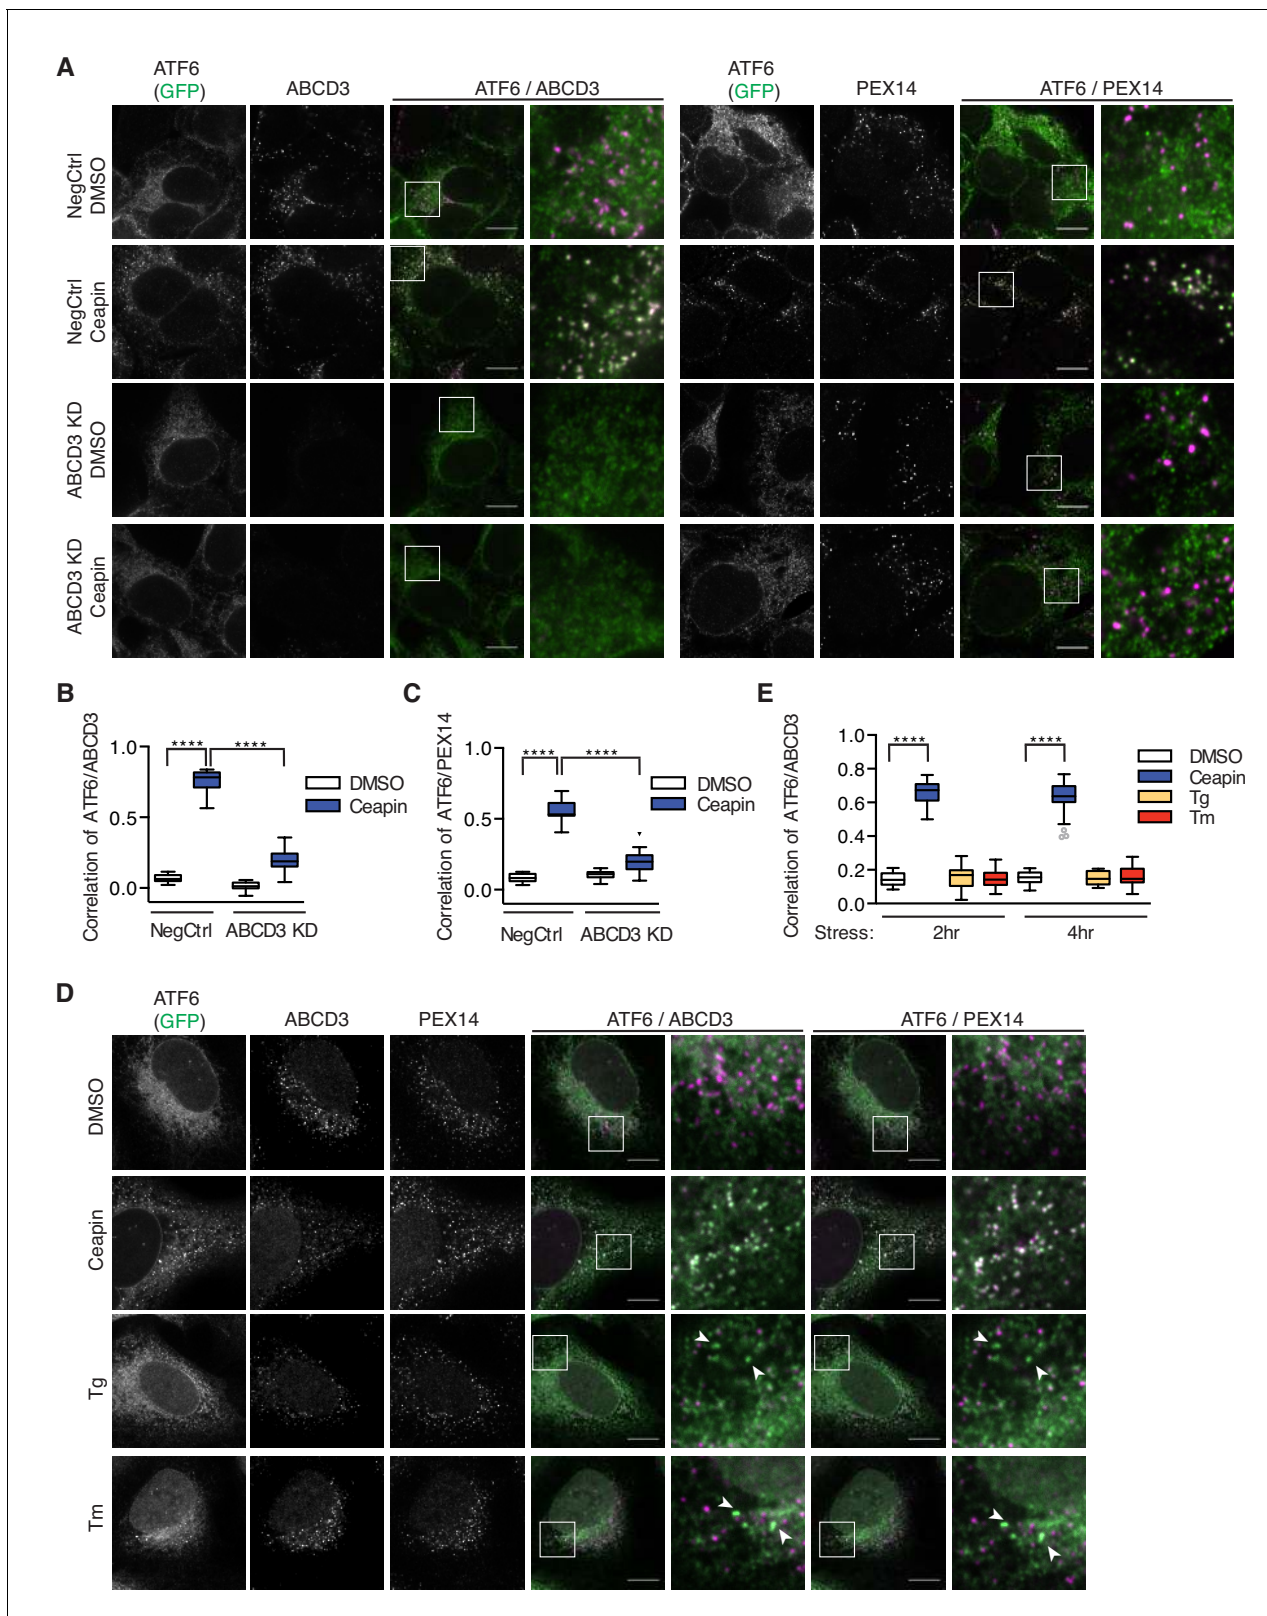 A
ATF6
(GFP)
ABCD3
ATF6 / ABCD3
ATF6
(GFP)
PEX14
ATF6 / PEX14
NegCtrl
DMSO
NegCtrl
Ceapin
ABCD3 KD
DMSO
ABCD3 KD
Ceapin
B
Correlation of ATF6/ABCD3
1.0
0.5
0.0
****
****
DMSO
Ceapin
NegCtrl
ABCD3 KD
C
Correlation of ATF6/PEX14
1.0
0.5
0.0
****
****
DMSO
Ceapin
NegCtrl
ABCD3 KD
E
Correlation of ATF6/ABCD3
1.0
0.8
0.6
0.4
0.2
0.0
****
****
DMSO
Ceapin
Tg
Tm
Stress:
2hr
4hr
D
ATF6
(GFP)
ABCD3
PEX14
ATF6 / ABCD3
ATF6 / PEX14
DMSO
Ceapin
Tg
Tm